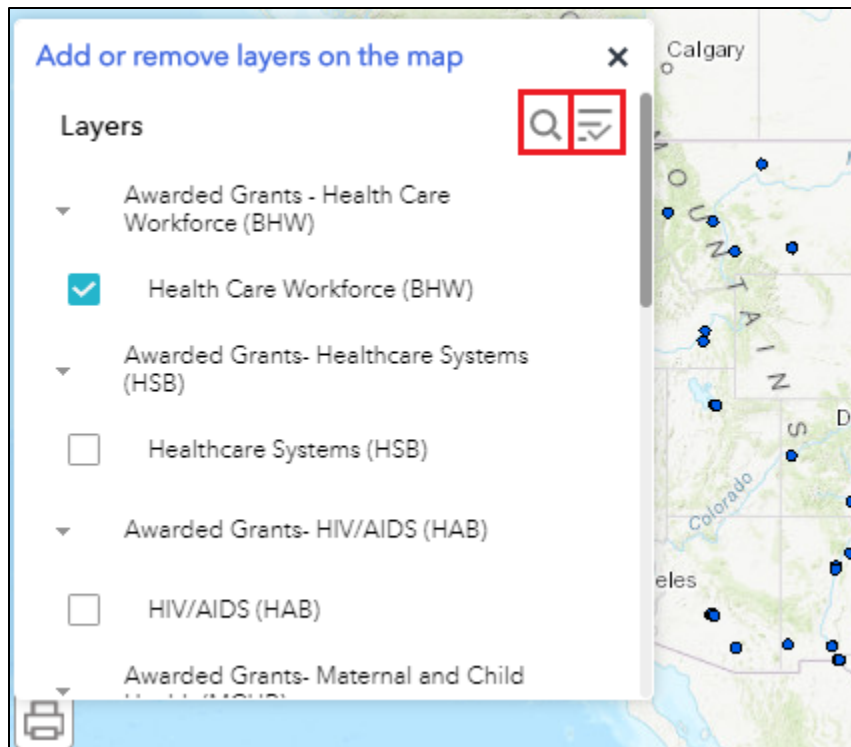 Add or remove layers on the map
Calgary
Layers
Awarded Grants - Health Care
Workforce (BHW)
Health Care Workforce (BHW)
Awarded Grants- Healthcare Systems
(HSB)
Healthcare Systems (HSB)
Awarded Grants- HIV/AIDS (HAB)
HIV/AIDS (HAB)
Awarded Grants- Maternal and Child
MOUNTAINS
D
Colorado
eles